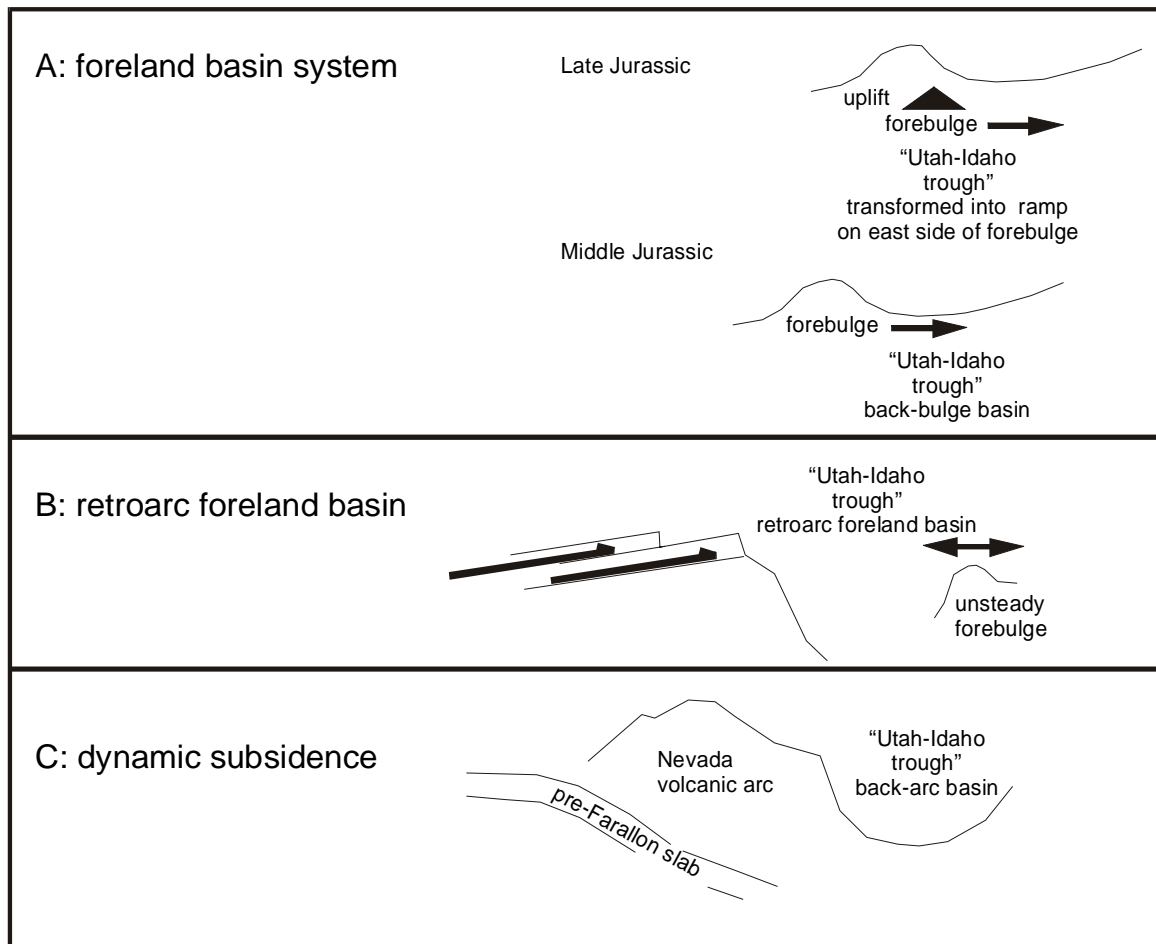 A: foreland basin system
Late Jurassic
uplift
forebulge
“Utah-Idaho
trough”
transformed into ramp
on east side of forebulge
Middle Jurassic
forebulge
“Utah-Idaho
trough”
back-bulge basin
B: retroarc foreland basin
“Utah-Idaho
trough”
retroarc foreland basin
unsteady
forebulge
C: dynamic subsidence
Nevada
volcanic arc
“Utah-Idaho
trough”
back-arc basin
pre-Farallon slab